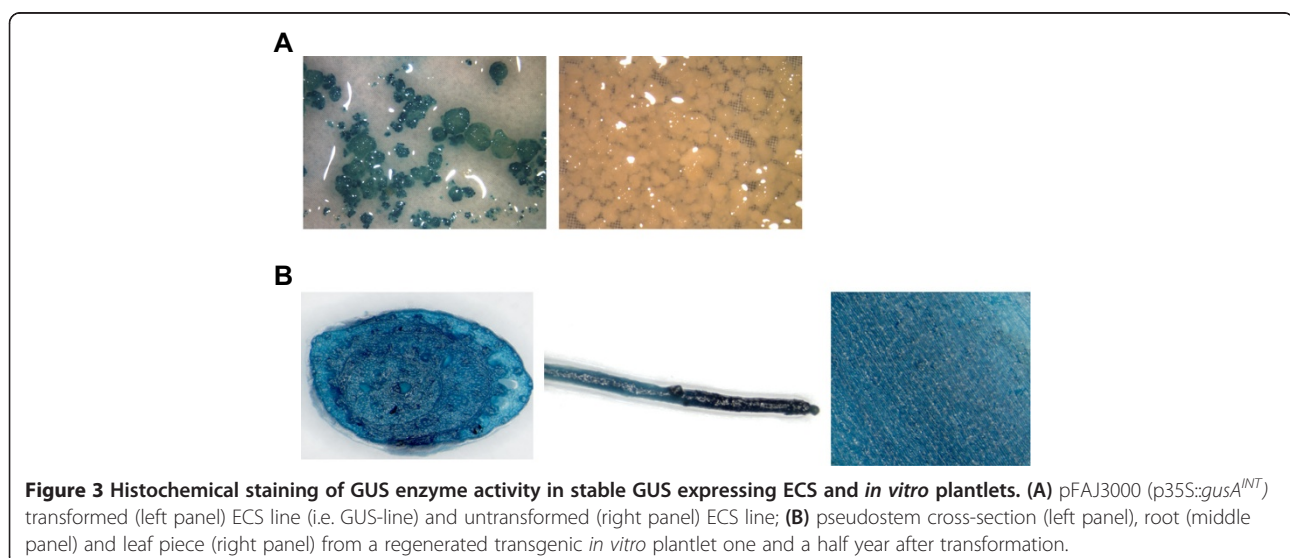 A
B
Figure 3 Histochemical staining of GUS enzyme activity in stable GUS expressing ECS and in vitro plantlets. (A) pFAJ3000 (p35S::gusA^INT)
transformed (left panel) ECS line (i.e. GUS-line) and untransformed (right panel) ECS line; (B) pseudostem cross-section (left panel), root (middle
panel) and leaf piece (right panel) from a regenerated transgenic in vitro plantlet one and a half year after transformation.